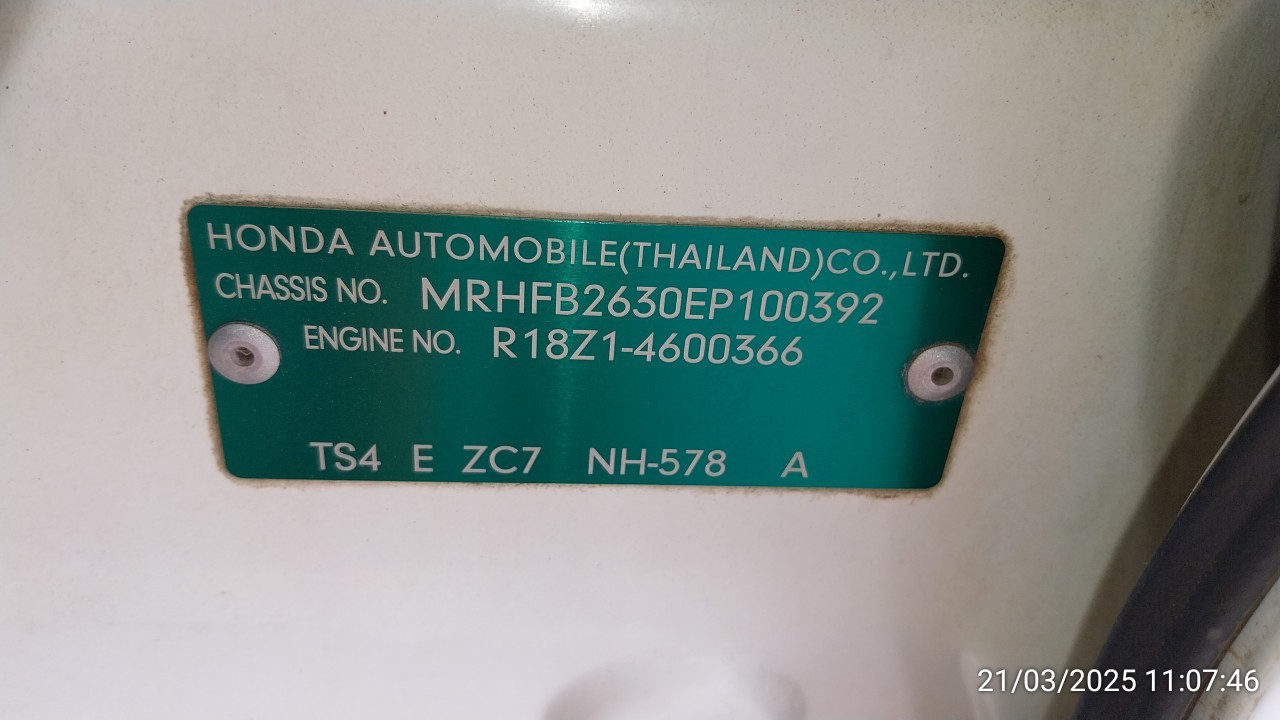 HONDA AUTOMOBILE(THAILAND)CO.,LTD.
CHASSIS NO. MRHFB2630EP100392
ENGINE NO. R18Z1-4600366
TS4 E ZC7 NH-578 A
21/03/2025 11:07:46